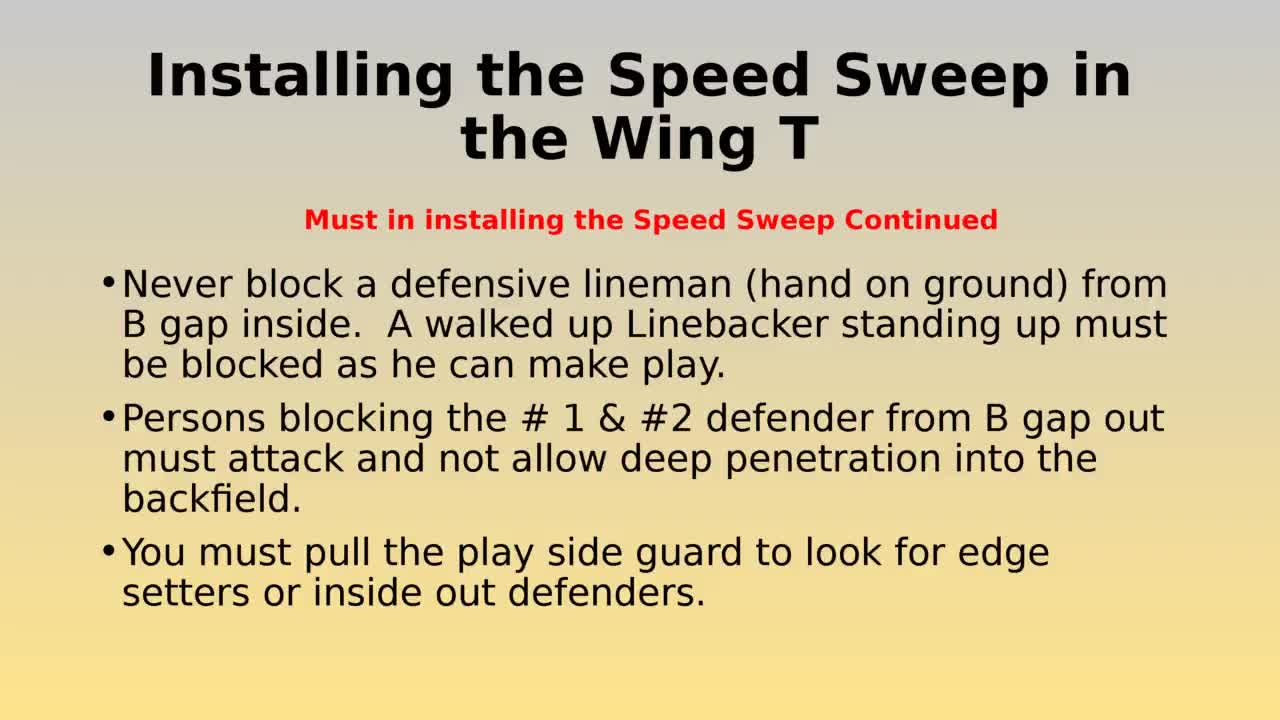 Installing the Speed Sweep in
the Wing T
Must in installing the Speed Sweep Continued
•Never block a defensive lineman (hand on ground) from
B gap inside.  A walked up Linebacker standing up must
be blocked as he can make play.
•Persons blocking the # 1 & #2 defender from B gap out
must attack and not allow deep penetration into the
backfield.
•You must pull the play side guard to look for edge
setters or inside out defenders.